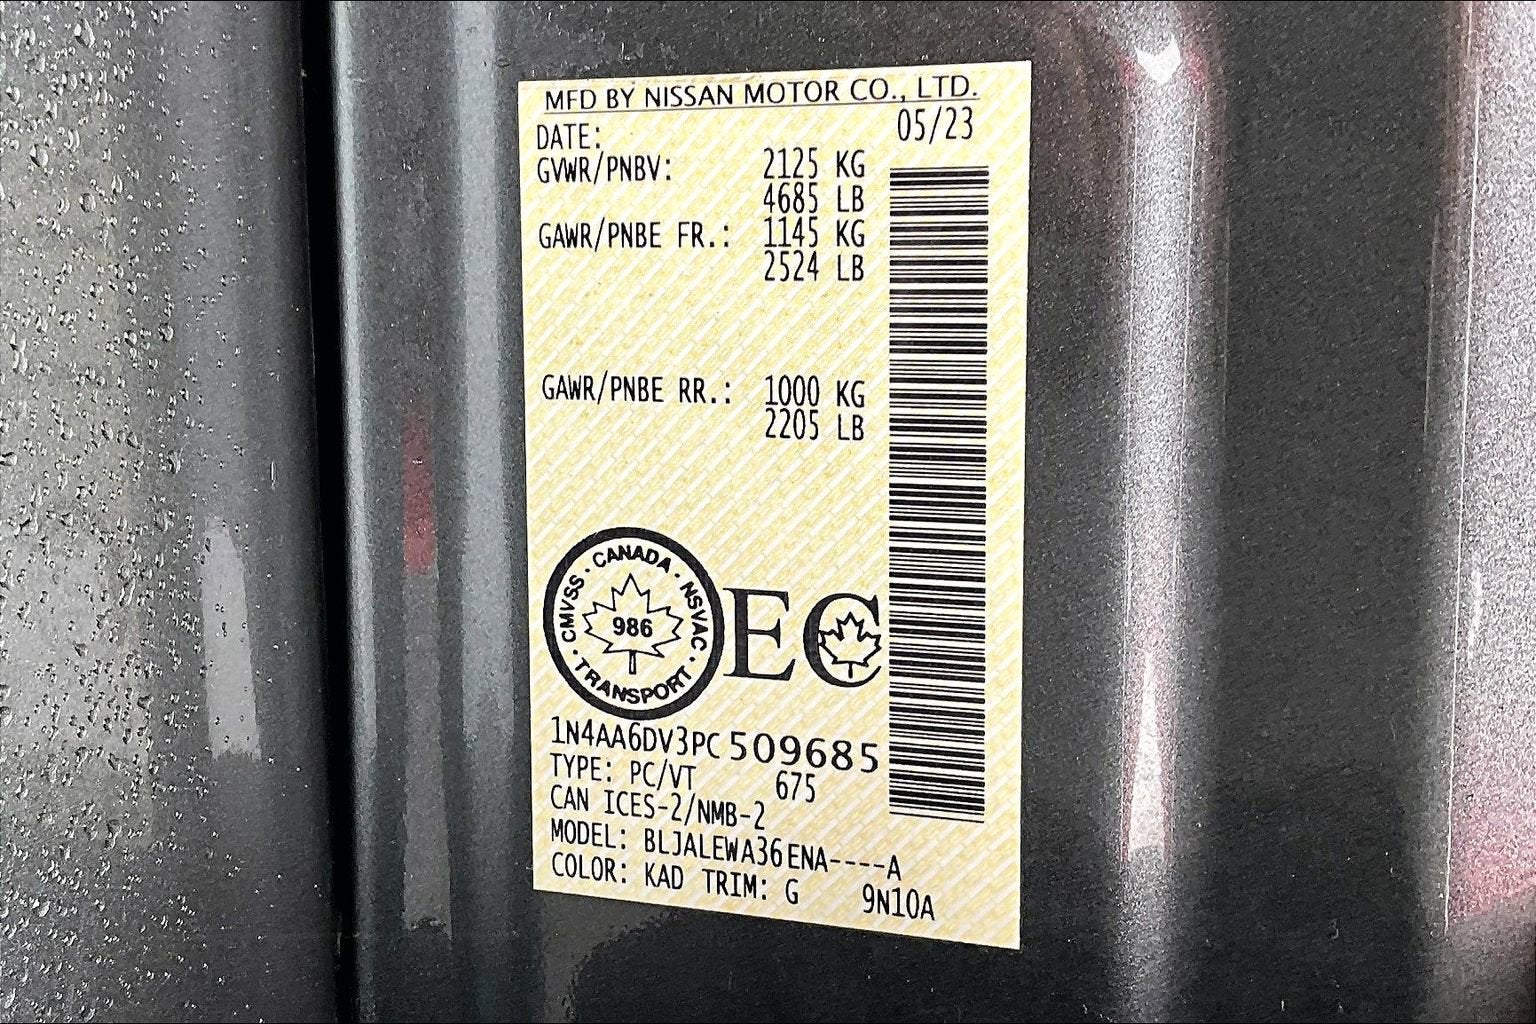 MFD BY NISSAN MOTOR CO., LTD.
DATE: 05/23
GVWR/PNBV: 2125 KG
4685 LB
GAWR/PNBE FR.: 1145 KG
2524 LB
GAWR/PNBE RR.: 1000 KG
2205 LB
CMVSS · CANADA · NSVAC · TRANSPORT ·
986
EC
1N4AA6DV3PC509685
TYPE: PC/VT 675
CAN ICES-2/NMB-2
MODEL: BLJALEWA36ENA----A
COLOR: KAD TRIM: G 9N10A